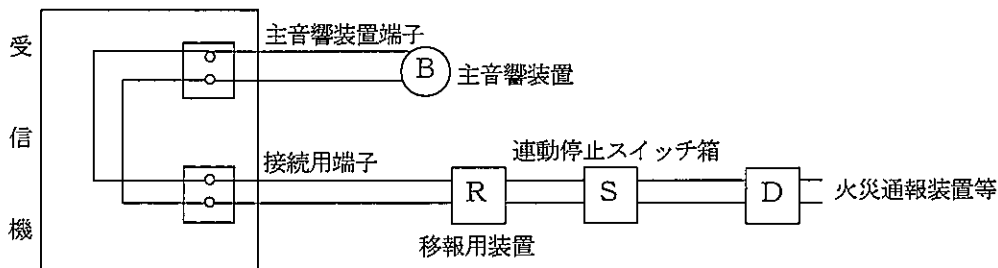 受信機
主音響装置端子
B
主音響装置
接続用端子
連動停止スイッチ箱
R
S
D
火災通報装置等
移報用装置